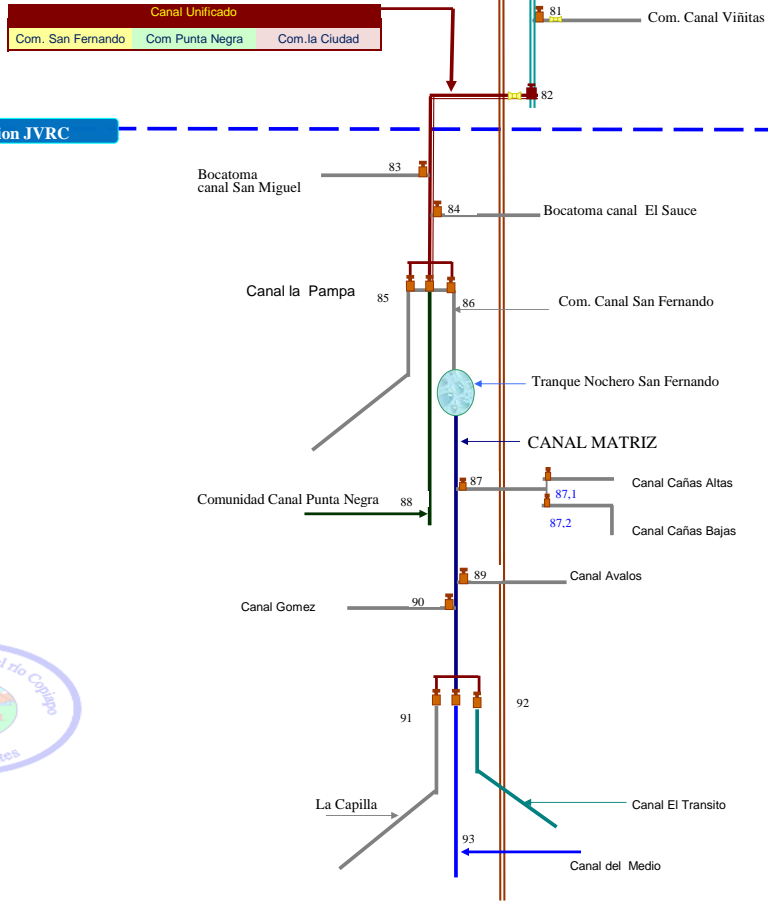 Canal Unificado
Com. San Fernando Com Punta Negra Com.la Ciudad
81
Com. Canal Viñitas
82
ion JVRC
83
Bocatoma
canal San Miguel
84
Bocatoma canal El Sauce
Canal la Pampa
85
86
Com. Canal San Fernando
Tranque Nochero San Fernando
CANAL MATRIZ
87
Canal Cañas Altas
87,1
87,2
Canal Cañas Bajas
Comunidad Canal Punta Negra
88
89
Canal Avalos
Canal Gomez
90
el río Copiapo
tes
91
92
La Capilla
Canal El Transito
93
Canal del Medio